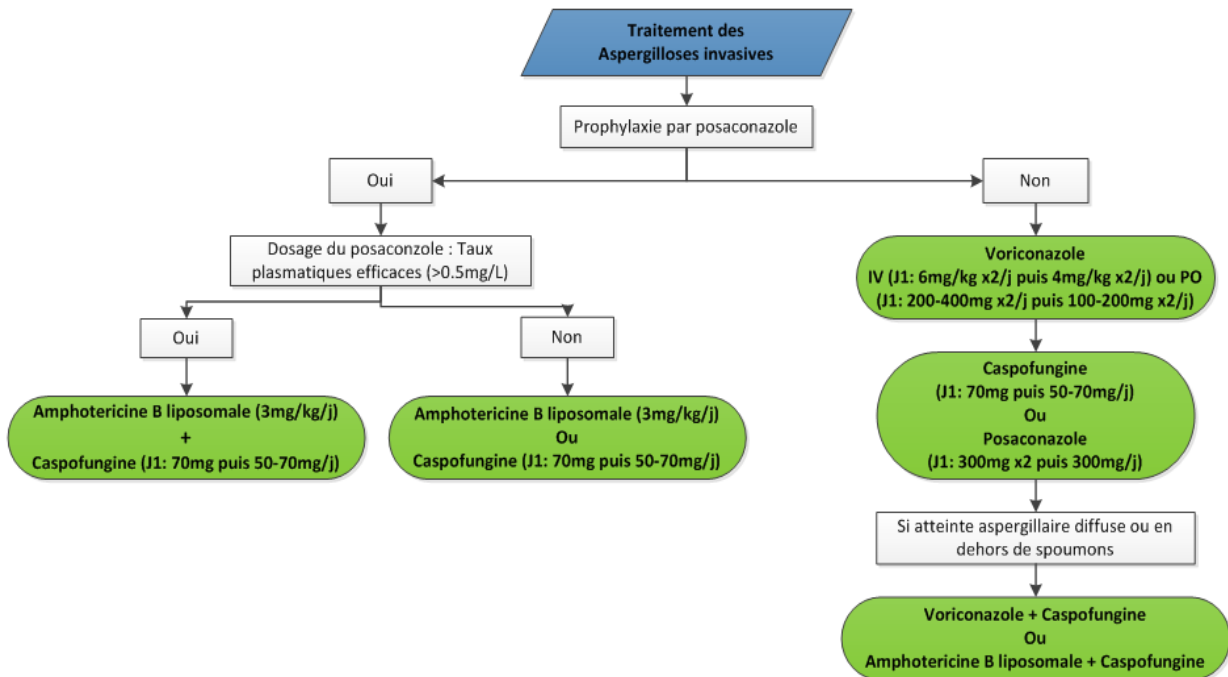 Traitement des
Aspergilloses invasives
Prophylaxie par posaconazole
Oui
Non
Dosage du posaconzole : Taux
plasmatiques efficaces (>0.5mg/L)
Oui
Non
Amphotericine B liposomale (3mg/kg/j)
+
Caspofungine (J1: 70mg puis 50-70mg/j)
Amphotericine B liposomale (3mg/kg/j)
Ou
Caspofungine (J1: 70mg puis 50-70mg/j)
Voriconazole
IV (J1: 6mg/kg x2/j puis 4mg/kg x2/j) ou PO
(J1: 200-400mg x2/j puis 100-200mg x2/j)
Caspofungine
(J1: 70mg puis 50-70mg/j)
Ou
Posaconazole
(J1: 300mg x2 puis 300mg/j)
Si atteinte aspergillaire diffuse ou en
dehors de spoumons
Voriconazole + Caspofungine
Ou
Amphotericine B liposomale + Caspofungine